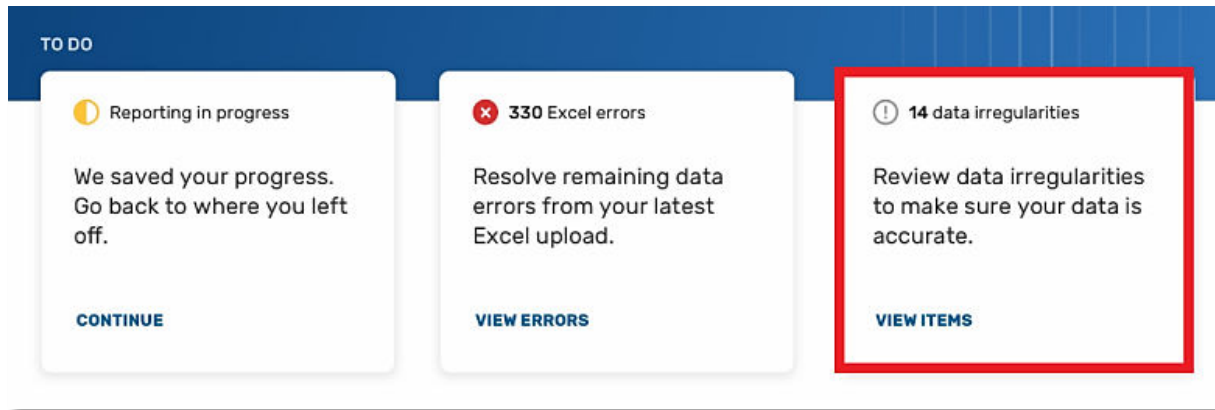 TO DO
Reporting in progress
We saved your progress.
Go back to where you left
off.
CONTINUE
330 Excel errors
Resolve remaining data
errors from your latest
Excel upload.
VIEW ERRORS
14 data irregularities
Review data irregularities
to make sure your data is
accurate.
VIEW ITEMS